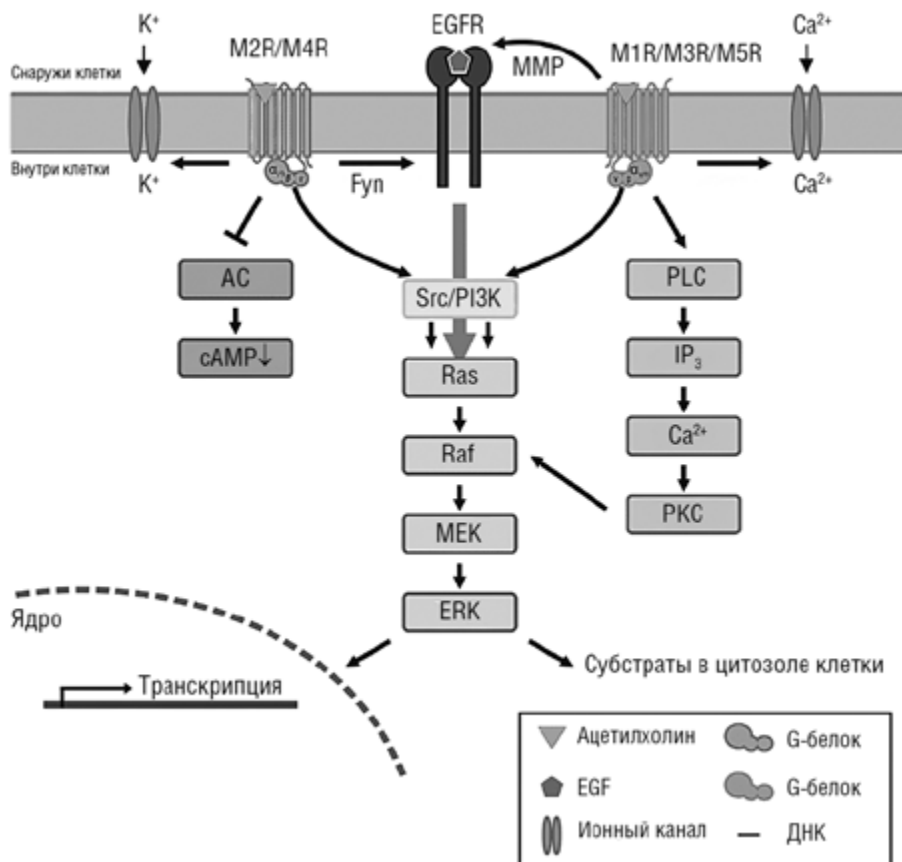 K⁺
M2R/M4R
EGFR
MMP
M1R/M3R/M5R
Ca²⁺
Снаружи клетки
Внутри клетки
K⁺
Fyn
Ca²⁺
AC
Src/PI3K
PLC
cAMP↓
Ras
IP₃
Raf
Ca²⁺
MEK
PKC
ERK
Ядро
Транскрипция
Субстраты в цитозоле клетки
Ацетилхолин
G-белок
EGF
G-белок
Ионный канал
ДНК